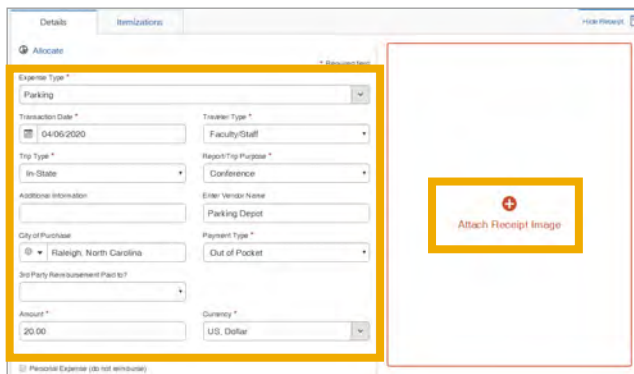 Details Itemizations Hide Receipt
Allocate
* Required field
Expense Type *
Parking
Transaction Date * Traveler Type *
04/06/2020 Faculty/Staff
Trip Type * Report/Trip Purpose *
In-State Conference
Additional Information Enter Vendor Name
Parking Depot
City of Purchase Payment Type *
Raleigh, North Carolina Out of Pocket
3rd Party Reimbursement Paid to?
Amount * Currency *
20.00 US, Dollar
Personal Expense (do not reimburse)
Attach Receipt Image